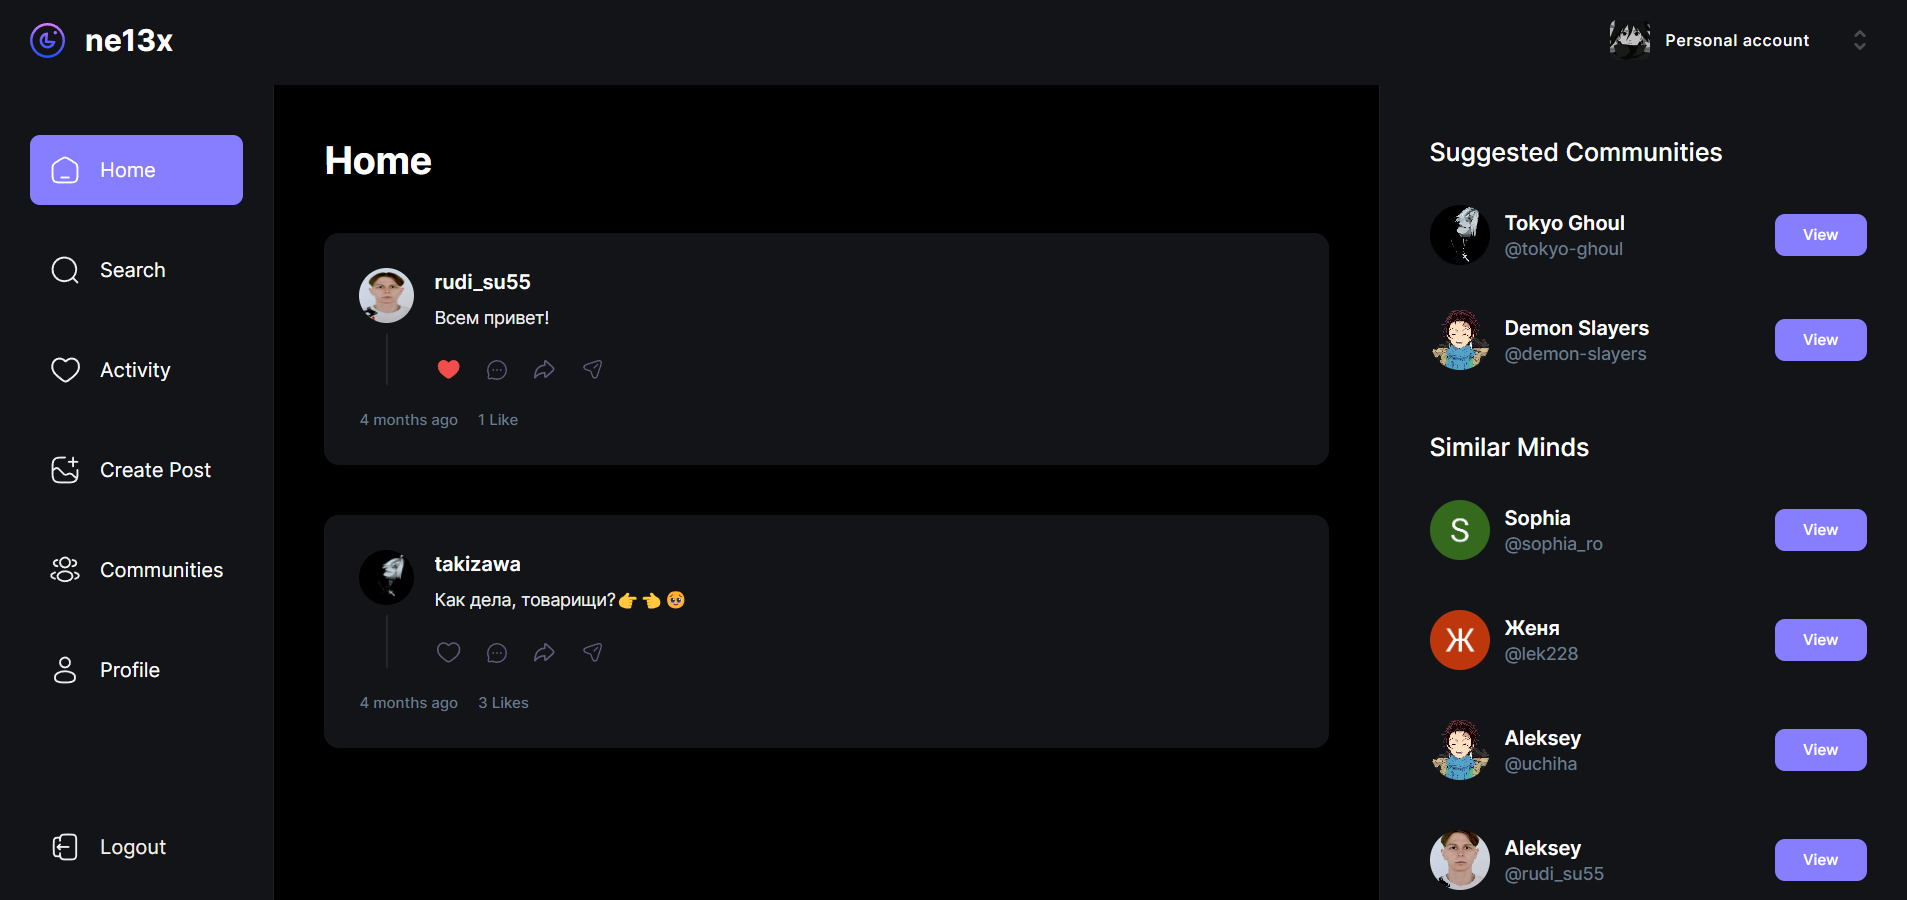 ne13x
Personal account
Home
Search
Activity
Create Post
Communities
Profile
Logout
Home
rudi_su55
Всем привет!
4 months ago 1 Like
takizawa
Как дела, товарищи?👉👈🥺
4 months ago 3 Likes
Suggested Communities
Tokyo Ghoul
@tokyo-ghoul
View
Demon Slayers
@demon-slayers
View
Similar Minds
S
Sophia
@sophia_ro
View
Ж
Женя
@lek228
View
Aleksey
@uchiha
View
Aleksey
@rudi_su55
View